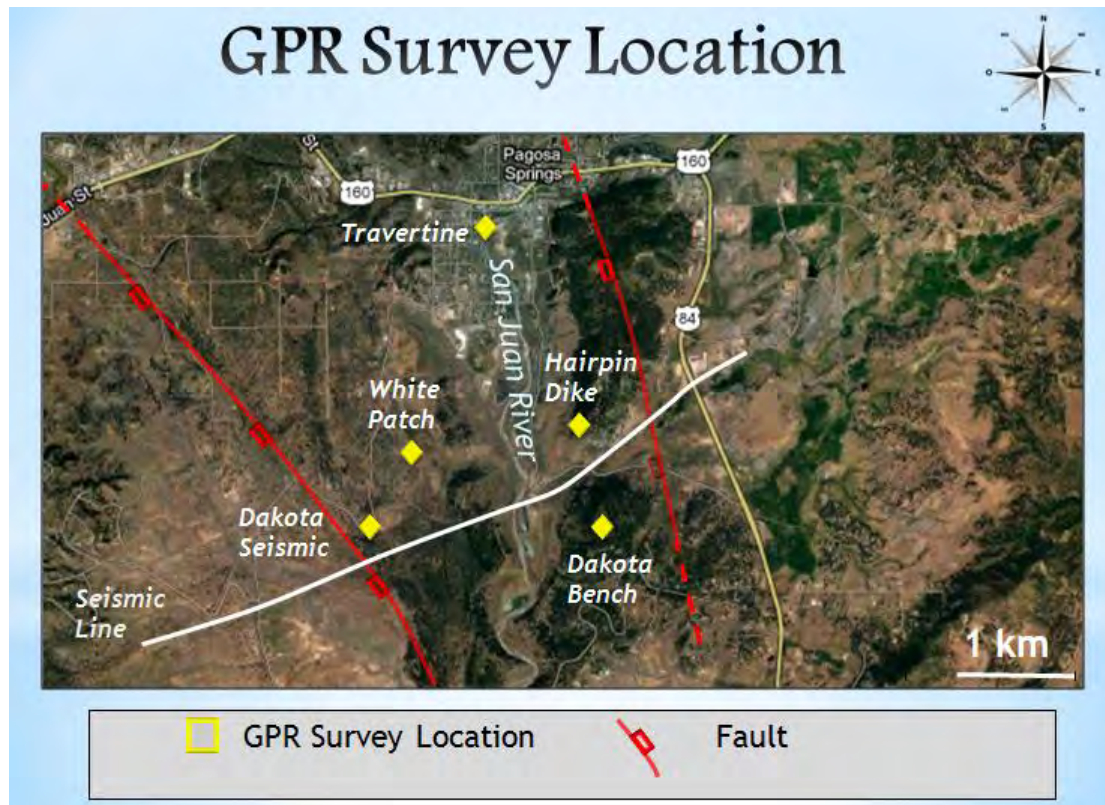 GPR Survey Location
N
E
S
O
160
St
Pagosa
Springs
160
Juan St
Travertine
San Juan River
84
Hairpin
Dike
White
Patch
Dakota
Seismic
Dakota
Bench
Seismic
Line
1 km
GPR Survey Location
Fault